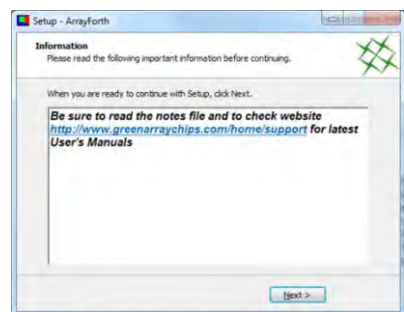 Setup - ArrayForth
Information
Please read the following important information before continuing.
When you are ready to continue with Setup, click Next.
Be sure to read the notes file and to check website
http://www.greenarraychips.com/home/support for latest
User's Manuals
Next >